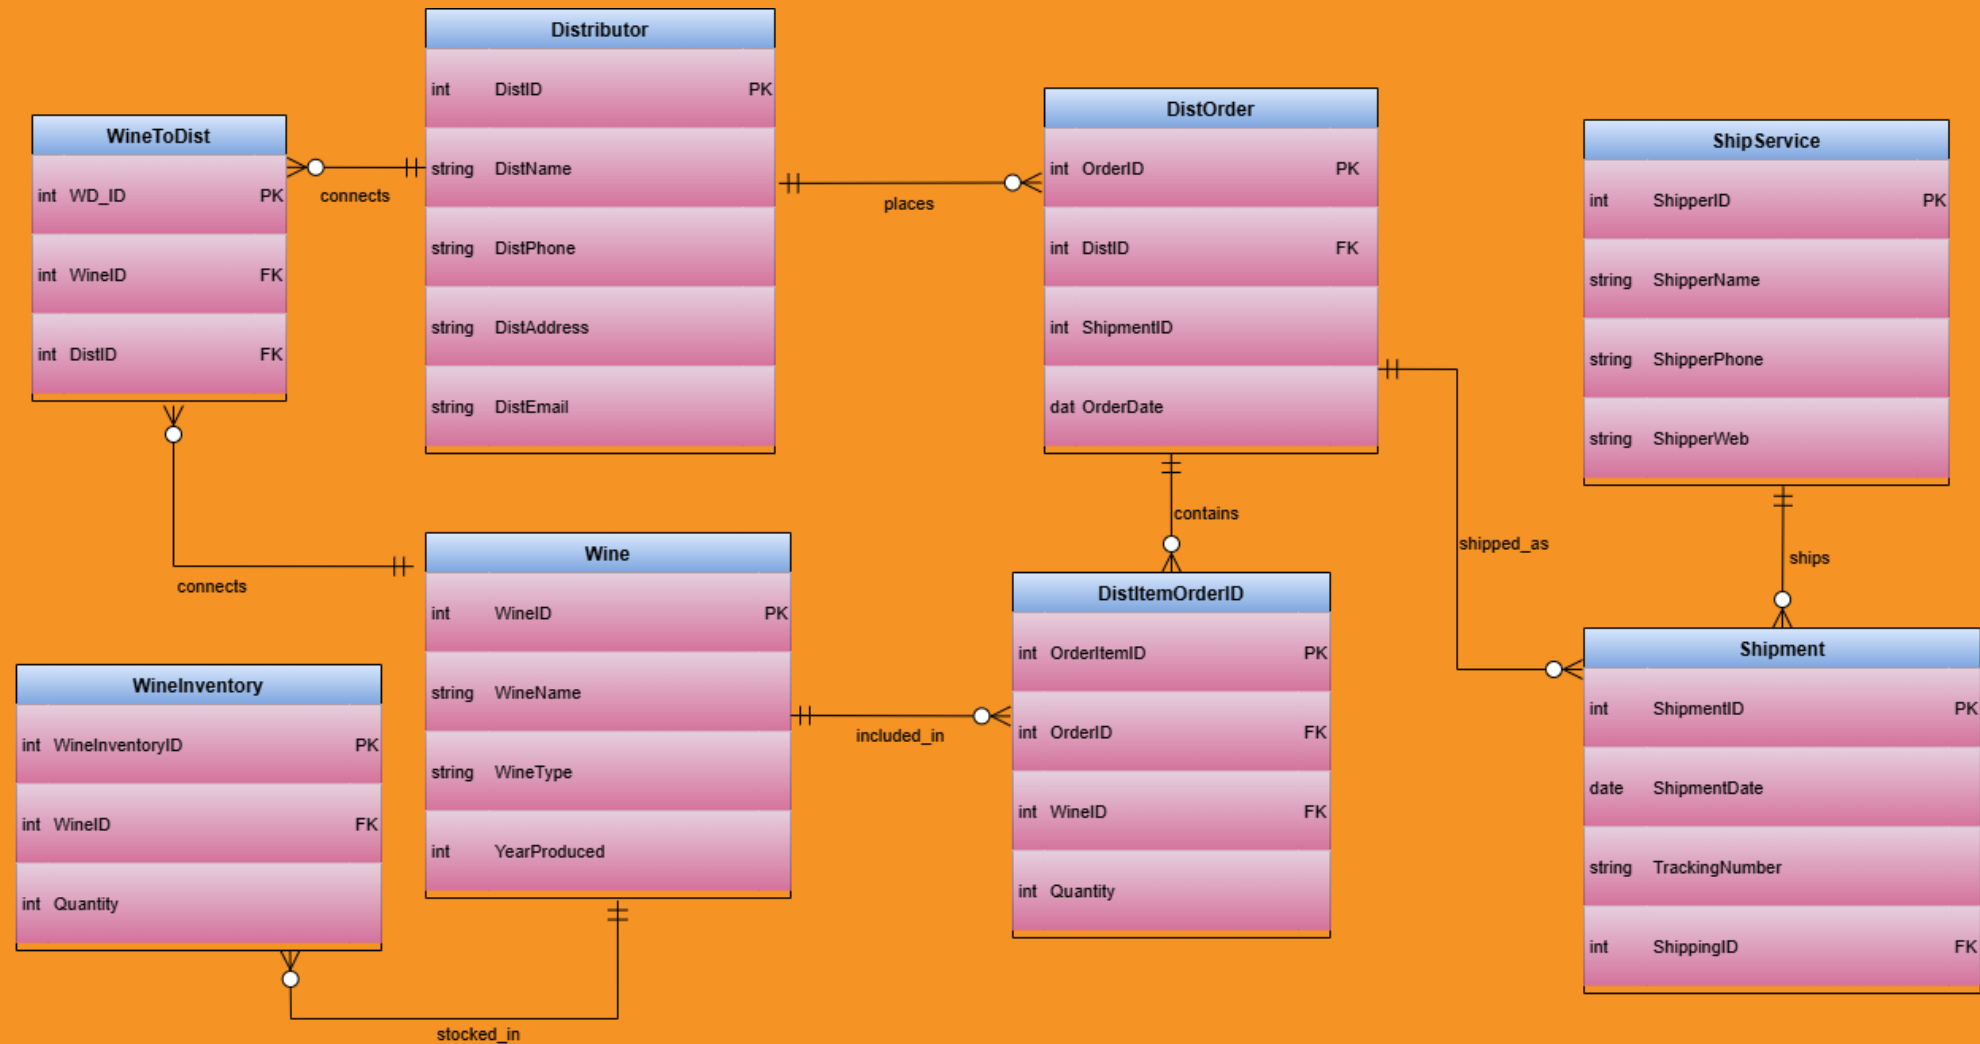 Distributor
int DistID PK
string DistName
string DistPhone
string DistAddress
string DistEmail
WineToDist
int WD_ID PK
int WineID FK
int DistID FK
connects
places
DistOrder
int OrderID PK
int DistID FK
int ShipmentID
dat OrderDate
ShipService
int ShipperID PK
string ShipperName
string ShipperPhone
string ShipperWeb
contains
shipped_as
ships
connects
Wine
int WineID PK
string WineName
string WineType
int YearProduced
included_in
DistItemOrderID
int OrderItemID PK
int OrderID FK
int WineID FK
int Quantity
Shipment
int ShipmentID PK
date ShipmentDate
string TrackingNumber
int ShippingID FK
WineInventory
int WineInventoryID PK
int WineID FK
int Quantity
stocked_in